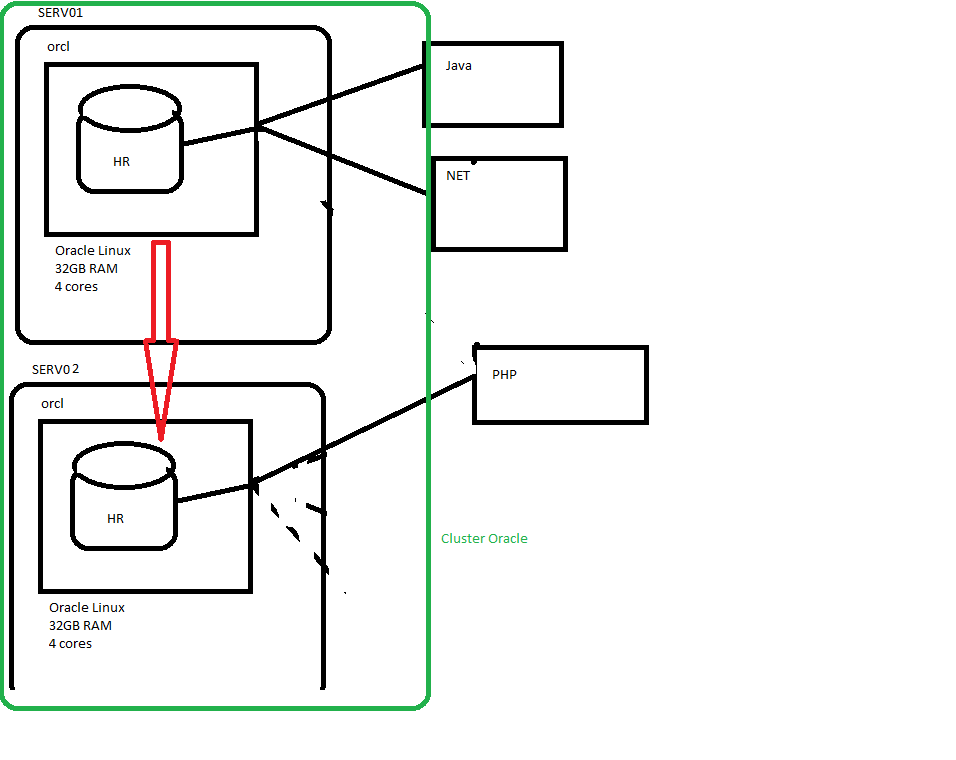 SERV01
orcl
HR
Oracle Linux
32GB RAM
4 cores
Java
NET
SERV02
orcl
HR
Oracle Linux
32GB RAM
4 cores
PHP
Cluster Oracle